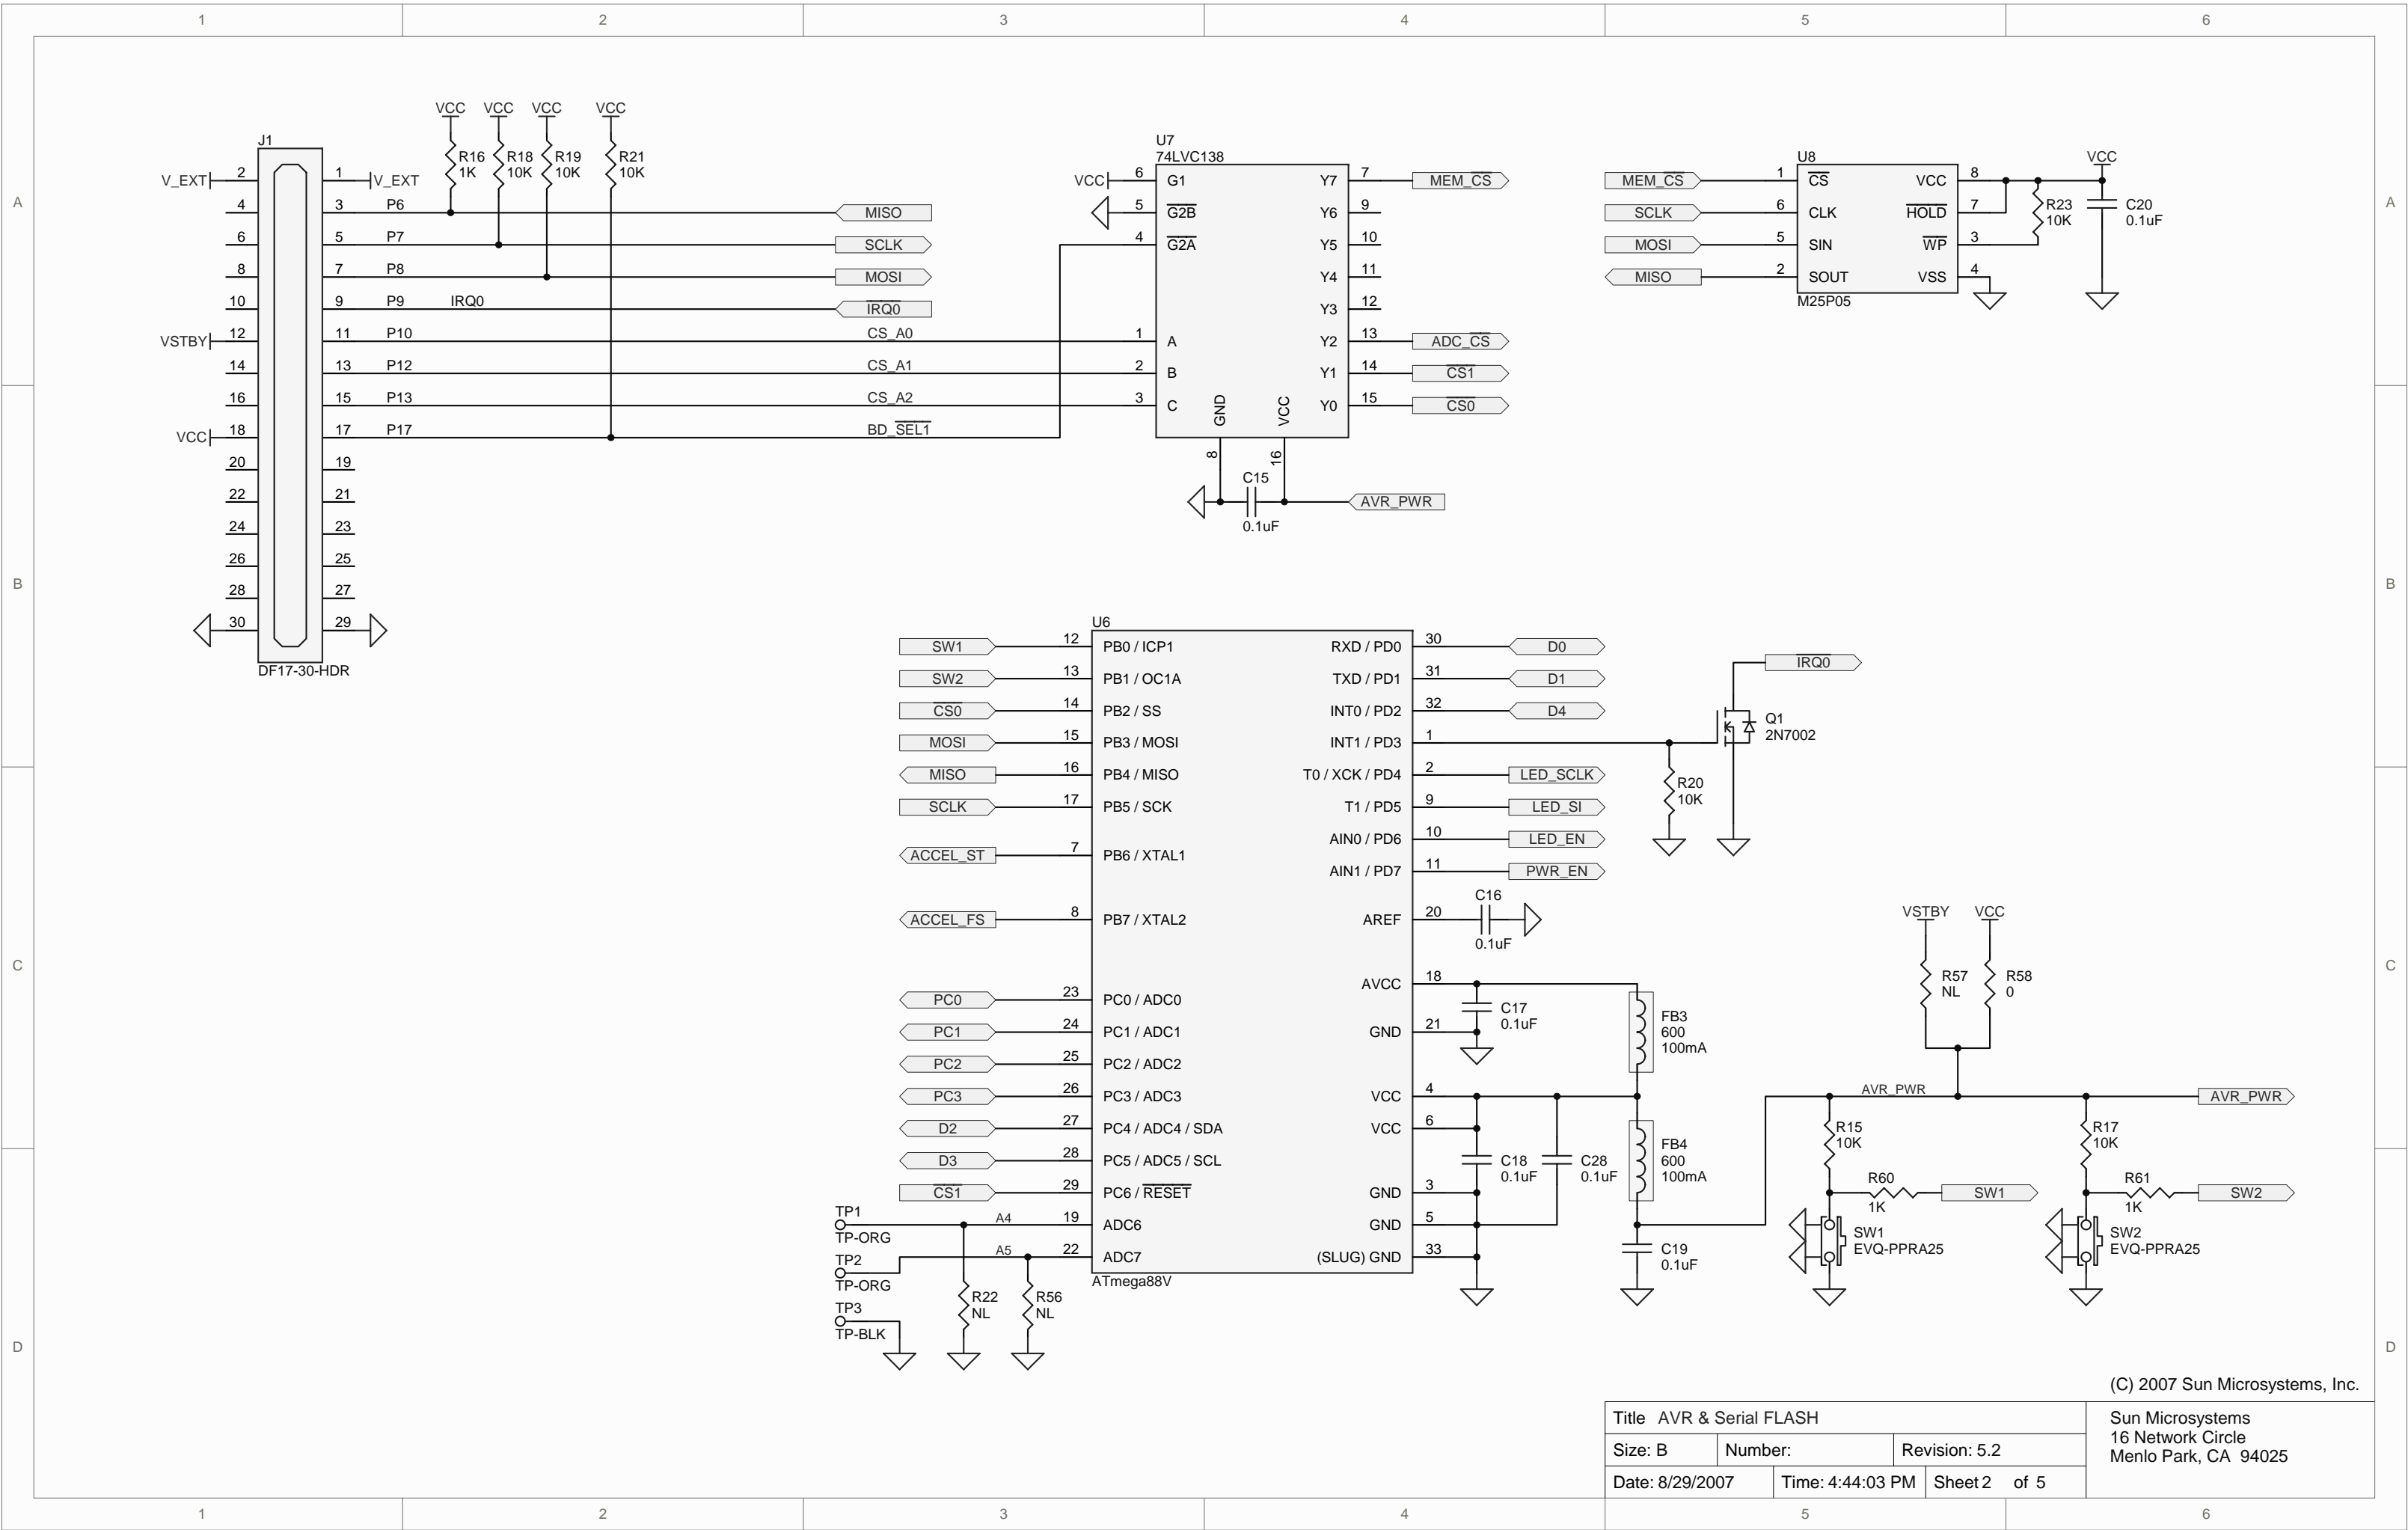 1 2 3 4 5 6
A
B
C
D
A
B
C
D
VCC VCC VCC VCC
R16
1K
R18
10K
R19
10K
R21
10K
J1
V_EXT 2 1 V_EXT
4 3 P6 MISO
6 5 P7 SCLK
8 7 P8 MOSI
10 9 P9 IRQ0 IRQ0
VSTBY 12 11 P10 CS_A0
14 13 P12 CS_A1
16 15 P13 CS_A2
VCC 18 17 P17 BD_SEL1
20 19
22 21
24 23
26 25
28 27
30 29
DF17-30-HDR
U7
74LVC138
VCC 6 G1 Y7 7 MEM_CS
5 G2B Y6 9
4 G2A Y5 10
Y4 11
Y3 12
1 A Y2 13 ADC_CS
2 B Y1 14 CS1
3 C Y0 15 CS0
GND VCC
8 16
C15
0.1uF
AVR_PWR
U8
MEM_CS 1 CS VCC 8
SCLK 6 CLK HOLD 7
MOSI 5 SIN WP 3
MISO 2 SOUT VSS 4
M25P05
VCC
R23
10K
C20
0.1uF
U6
SW1 12 PB0 / ICP1 RXD / PD0 30 D0
SW2 13 PB1 / OC1A TXD / PD1 31 D1
CS0 14 PB2 / SS INT0 / PD2 32 D4
MOSI 15 PB3 / MOSI INT1 / PD3 1
MISO 16 PB4 / MISO T0 / XCK / PD4 2 LED_SCLK
SCLK 17 PB5 / SCK T1 / PD5 9 LED_SI
AIN0 / PD6 10 LED_EN
ACCEL_ST 7 PB6 / XTAL1
AIN1 / PD7 11 PWR_EN
ACCEL_FS 8 PB7 / XTAL2 AREF 20
C16
0.1uF
AVCC 18
PC0 23 PC0 / ADC0
PC1 24 PC1 / ADC1 GND 21
PC2 25 PC2 / ADC2
PC3 26 PC3 / ADC3 VCC 4
D2 27 PC4 / ADC4 / SDA VCC 6
D3 28 PC5 / ADC5 / SCL
CS1 29 PC6 / RESET GND 3
A4 19 ADC6 GND 5
A5 22 ADC7 (SLUG) GND 33
ATmega88V
TP1
TP-ORG
TP2
TP-ORG
TP3
TP-BLK
R22
NL
R56
NL
IRQ0
Q1
2N7002
R20
10K
C17
0.1uF
FB3
600
100mA
C18
0.1uF
C28
0.1uF
FB4
600
100mA
C19
0.1uF
VSTBY VCC
R57
NL
R58
0
AVR_PWR AVR_PWR
R15
10K
R17
10K
R60
1K
SW1
R61
1K
SW2
SW1
EVQ-PPRA25
SW2
EVQ-PPRA25
(C) 2007 Sun Microsystems, Inc.
Title AVR & Serial FLASH
Size: B Number: Revision: 5.2
Date: 8/29/2007 Time: 4:44:03 PM Sheet 2 of 5
Sun Microsystems
16 Network Circle
Menlo Park, CA 94025
1 2 3 4 5 6